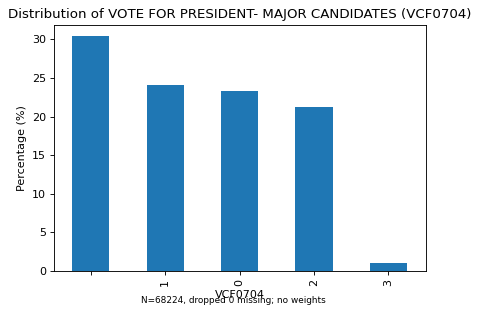 Distribution of VOTE FOR PRESIDENT- MAJOR CANDIDATES (VCF0704)
30
25
20
15
10
5
0
Percentage (%)
1
0
2
3
VCF0704
N=68224, dropped 0 missing; no weights